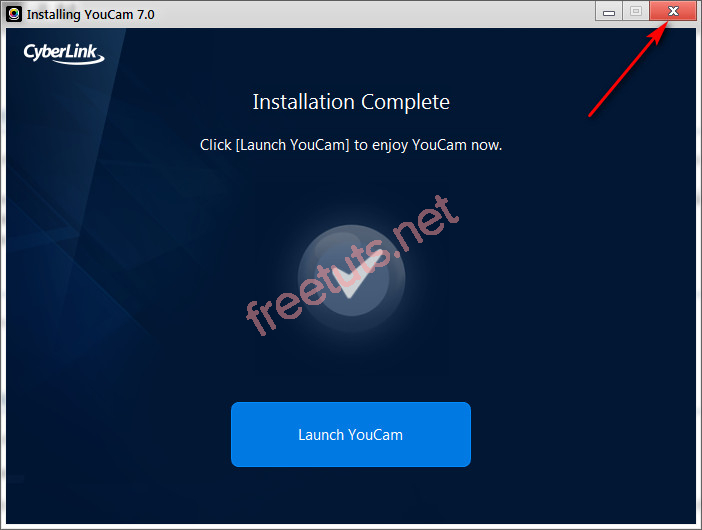 Installing YouCam 7.0
CyberLink
Installation Complete
Click [Launch YouCam] to enjoy YouCam now.
freetuts.net
Launch YouCam